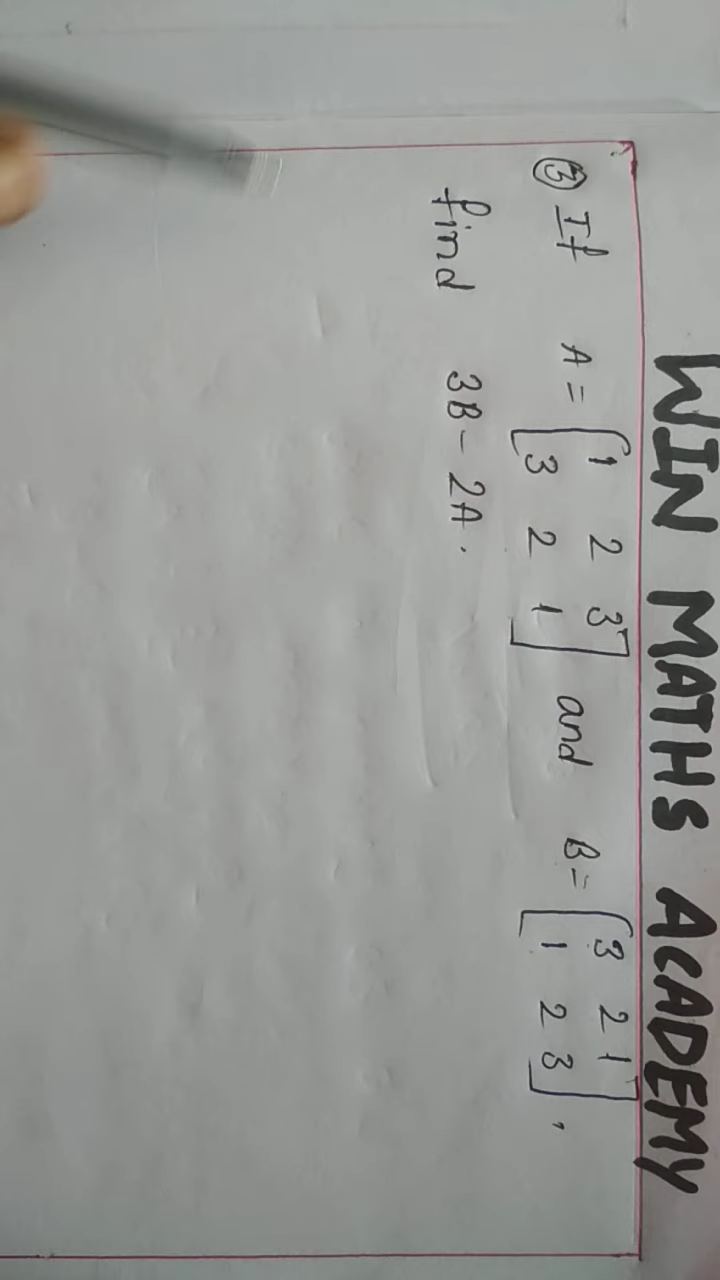 WIN MATHS ACADEMY
③ If A = [1 2 3
3 2 1] and B = [3 2 1
1 2 3],
find 3B - 2A.